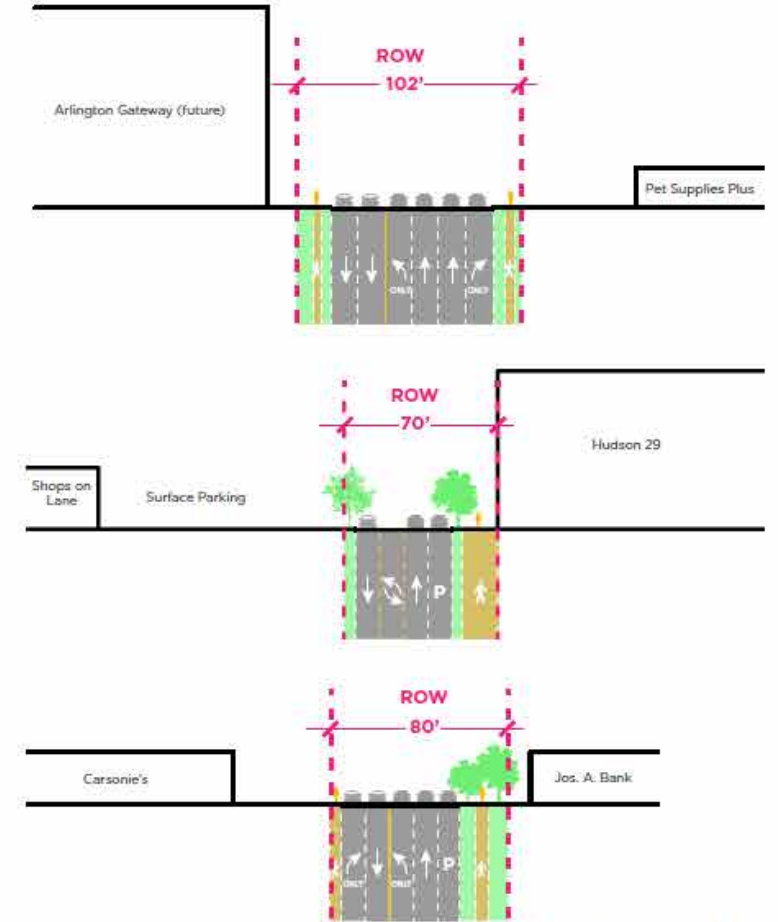 ROW
102'
Arlington Gateway (future)
Pet Supplies Plus
ONLY
ONLY
ROW
70'
Hudson 29
Shops on
Lane
Surface Parking
P
ROW
80'
Carsonie's
Jos. A. Bank
P
ONLY
ONLY